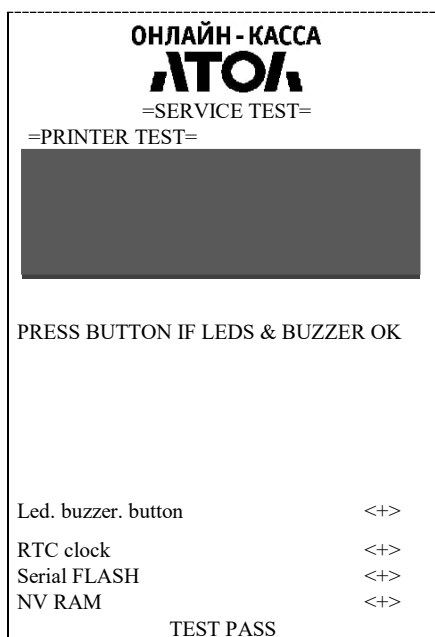 ОНЛАЙН-КАССА
АТОЛ
=SERVICE TEST=
=PRINTER TEST=
PRESS BUTTON IF LEDS & BUZZER OK
Led. buzzer. button <+>
RTC clock <+>
Serial FLASH <+>
NV RAM <+>
TEST PASS